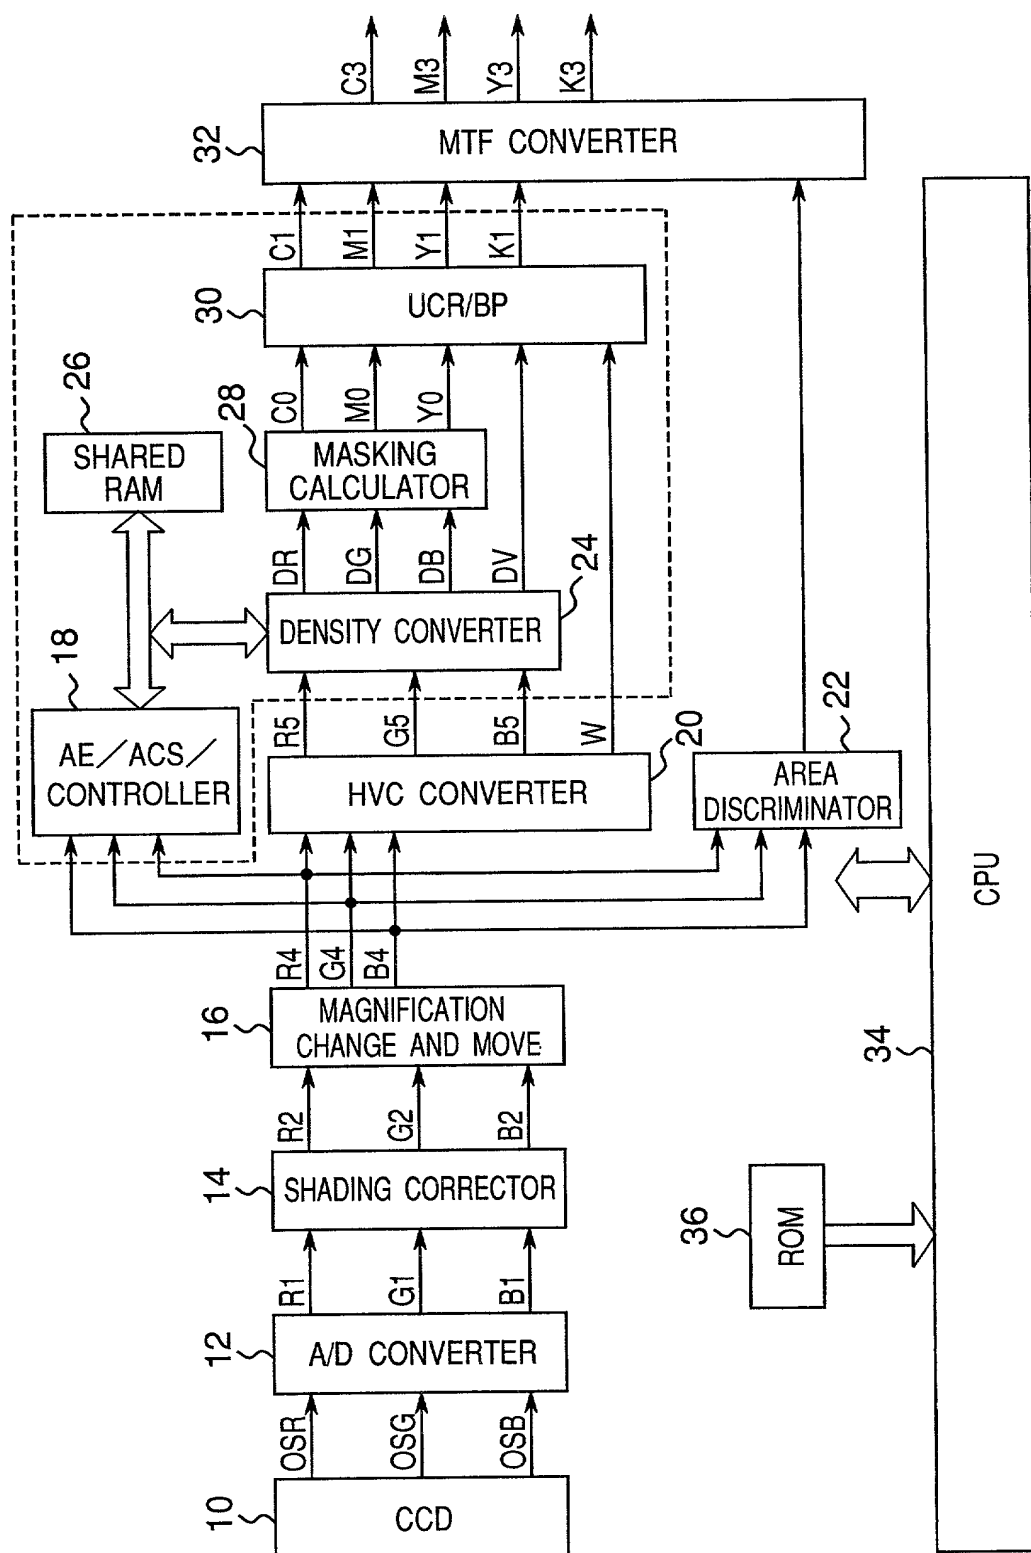 10
CCD
OSR
OSG
OSB
12
A/D CONVERTER
R1
G1
B1
14
SHADING CORRECTOR
R2
G2
B2
16
MAGNIFICATION
CHANGE AND MOVE
R4
G4
B4
18
AE/ACS/
CONTROLLER
HVC CONVERTER
20
AREA
DISCRIMINATOR
22
R5
G5
B5
W
DENSITY CONVERTER
24
SHARED
RAM
26
DR
DG
DB
DV
28
MASKING
CALCULATOR
C0
M0
Y0
30
UCR/BP
C1
M1
Y1
K1
32
MTF CONVERTER
C3
M3
Y3
K3
36
ROM
34
CPU